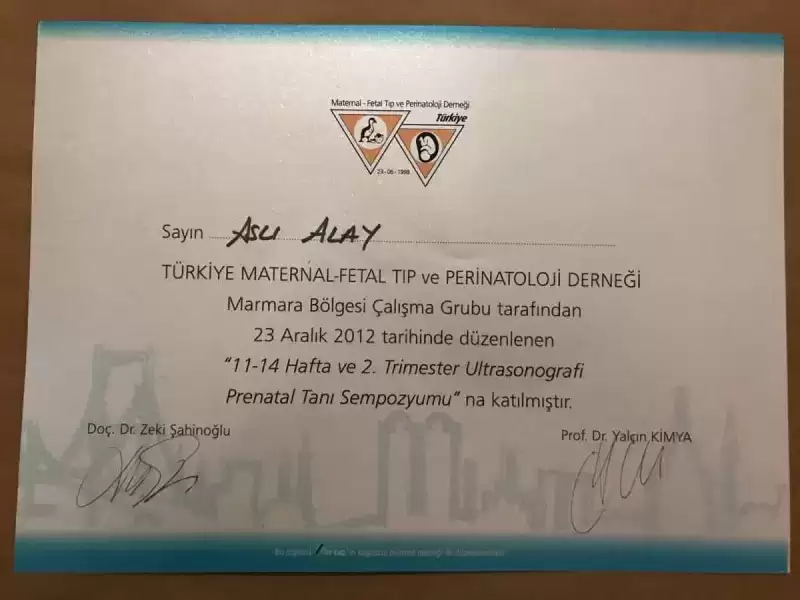 Maternal - Fetal Tıp ve Perinatoloji Derneği
Türkiye
23 - 06 - 1998
Sayın ASLI ALAY
TÜRKİYE MATERNAL-FETAL TIP ve PERİNATOLOJİ DERNEĞİ
Marmara Bölgesi Çalışma Grubu tarafından
23 Aralık 2012 tarihinde düzenlenen
“11-14 Hafta ve 2. Trimester Ultrasonografi
Prenatal Tanı Sempozyumu” na katılmıştır.
Doç. Dr. Zeki Şahinoğlu
Prof. Dr. Yalçın KİMYA